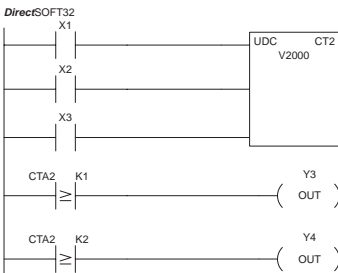 DirectSOFT32
X1
UDC CT2
V2000
X2
X3
CTA2 K1
≥
Y3
OUT
CTA2 K2
≥
Y4
OUT